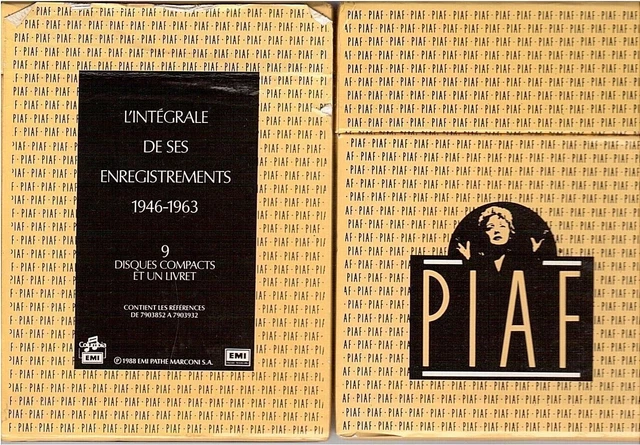 L'INTÉGRALE
DE SES
ENREGISTREMENTS
1946-1963
9
DISQUES COMPACTS
ET UN LIVRET
CONTIENT LES RÉFÉRENCES
DE 7903852 A 7903932
Columbia
EMI
℗ 1988 EMI PATHE MARCONI S.A.
EMI
PIAF